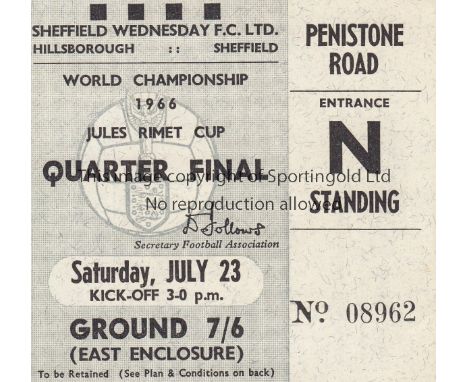 SHEFFIELD WEDNESDAY F.C. LTD.
HILLSBOROUGH :: SHEFFIELD
WORLD CHAMPIONSHIP
1966
JULES RIMET CUP
QUARTER FINAL
This image copyright of Sportingold Ltd
No reproduction allowed
D Follows
Secretary Football Association
Saturday, JULY 23
KICK-OFF 3-0 p.m.
GROUND 7/6
(EAST ENCLOSURE)
To be Retained (See Plan & Conditions on back)
PENISTONE
ROAD
ENTRANCE
N
STANDING
No. 08962